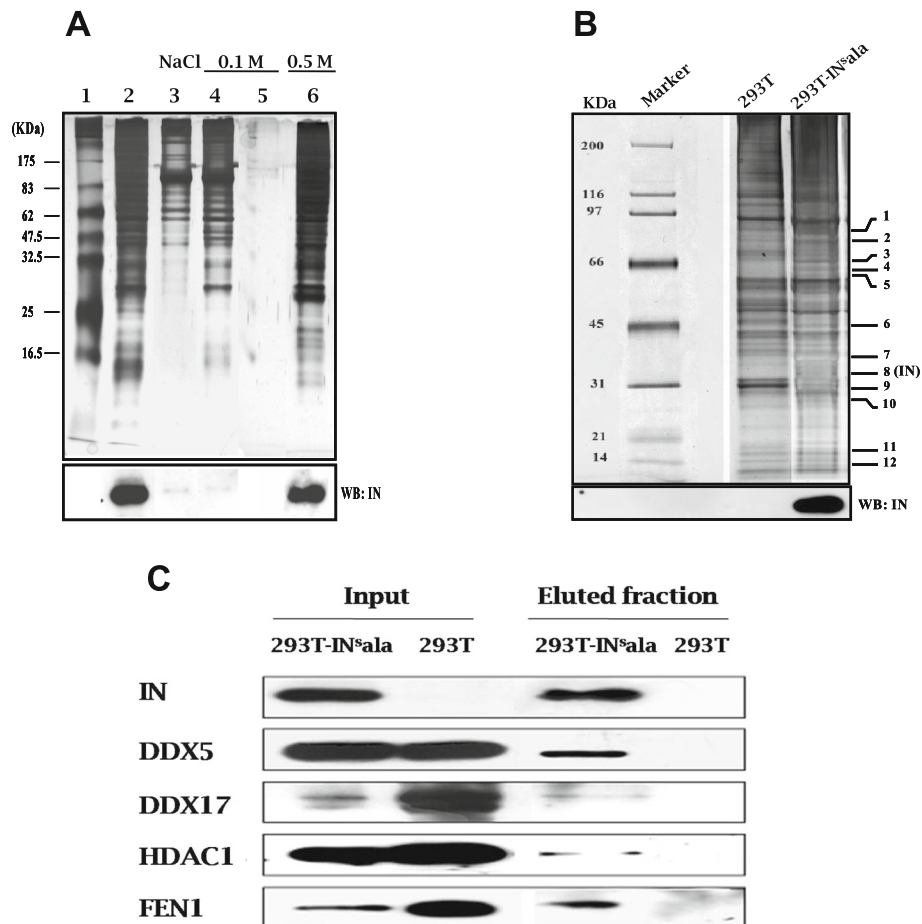 A
NaCl 0.1 M 0.5 M
1 2 3 4 5 6
(KDa)
175
83
62
47.5
32.5
25
16.5
WB: IN
B
KDa Marker 293T 293T-INˢala
200
116
97
66
45
31
21
14
1
2
3
4
5
6
7
8 (IN)
9
10
11
12
WB: IN
C
Input Eluted fraction
293T-INˢala 293T 293T-INˢala 293T
IN
DDX5
DDX17
HDAC1
FEN1